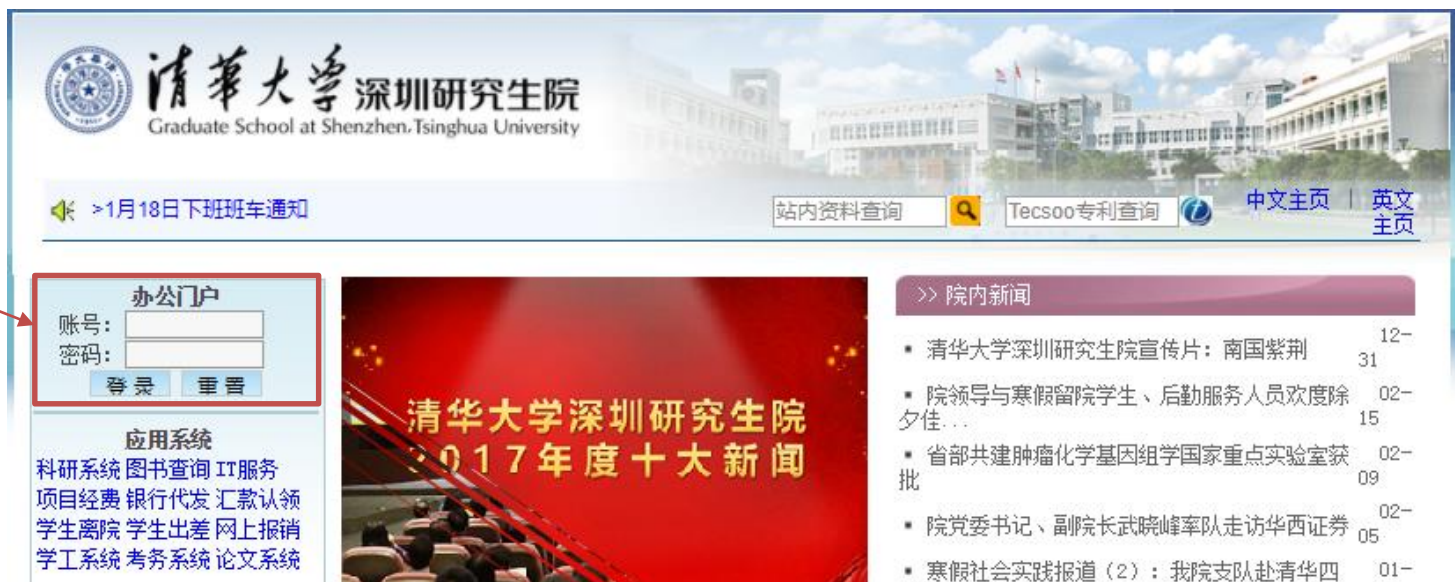 清华大学深圳研究生院
Graduate School at Shenzhen, Tsinghua University
>1月18日下班班车通知
站内资料查询
Tecsoo专利查询
中文主页 | 英文
主页
办公门户
账号:
密码:
登录 重置
应用系统
科研系统 图书查询 IT服务
项目经费 银行代发 汇款认领
学生离院 学生出差 网上报销
学工系统 考务系统 论文系统
清华大学深圳研究生院
2017年度十大新闻
>> 院内新闻
▪ 清华大学深圳研究生院宣传片：南国紫荆 12-
31
▪ 院领导与寒假留院学生、后勤服务人员欢度除 02-
夕佳... 15
▪ 省部共建肿瘤化学基因组学国家重点实验室获 02-
批 09
▪ 院党委书记、副院长武晓峰率队走访华西证券 02-
05
▪ 寒假社会实践报道（2）：我院支队赴清华四 01-